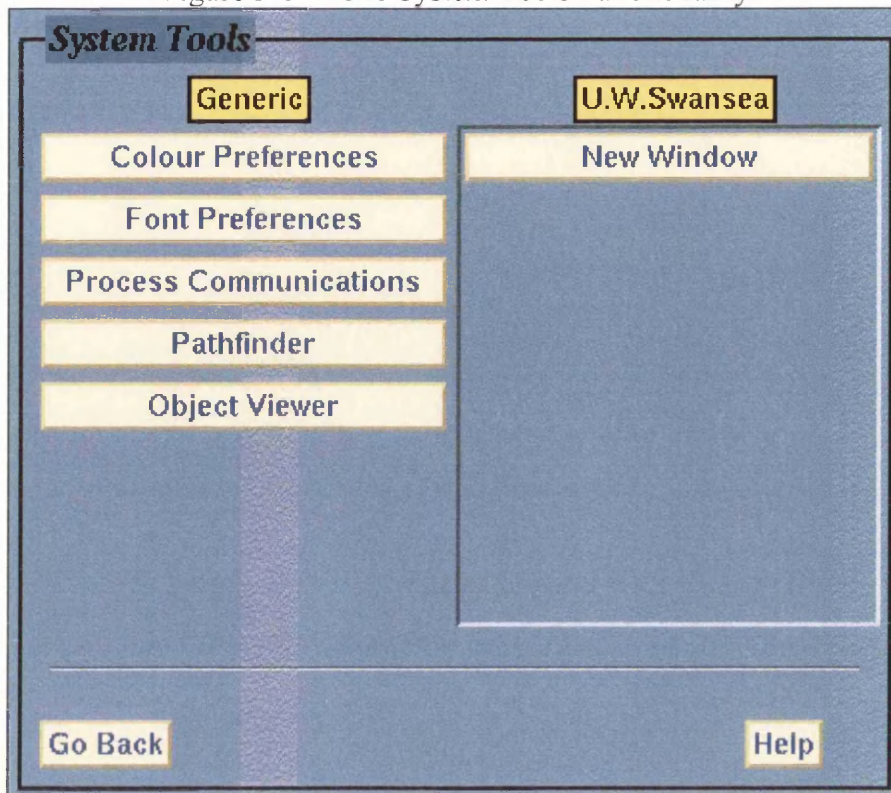 System Tools
Generic
Colour Preferences
Font Preferences
Process Communications
Pathfinder
Object Viewer
U.W.Swansea
New Window
Go Back
Help